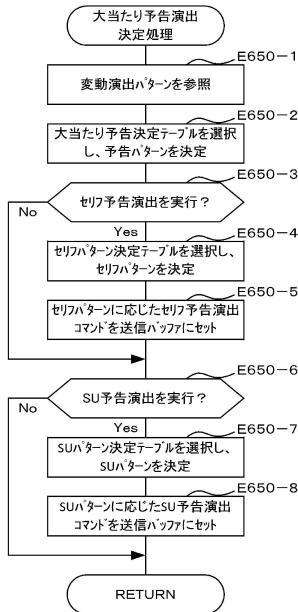 大当たり予告演出
決定処理
E650-1
変動演出ﾊﾟﾀｰﾝを参照
E650-2
大当たり予告決定テーブルを選択
し、予告ﾊﾟﾀｰﾝを決定
E650-3
ｾﾘﾌ予告演出を実行？
No
Yes
E650-4
ｾﾘﾌﾊﾟﾀｰﾝ決定テーブルを選択し、
ｾﾘﾌﾊﾟﾀｰﾝを決定
E650-5
ｾﾘﾌﾊﾟﾀｰﾝに応じたｾﾘﾌ予告演出
ｺﾏﾝﾄﾞを送信ﾊﾞｯﾌｧにｾｯﾄ
E650-6
SU予告演出を実行？
No
Yes
E650-7
SUﾊﾟﾀｰﾝ決定テーブルを選択し、
SUﾊﾟﾀｰﾝを決定
E650-8
SUﾊﾟﾀｰﾝに応じたSU予告演出
ｺﾏﾝﾄﾞを送信ﾊﾞｯﾌｧにｾｯﾄ
RETURN